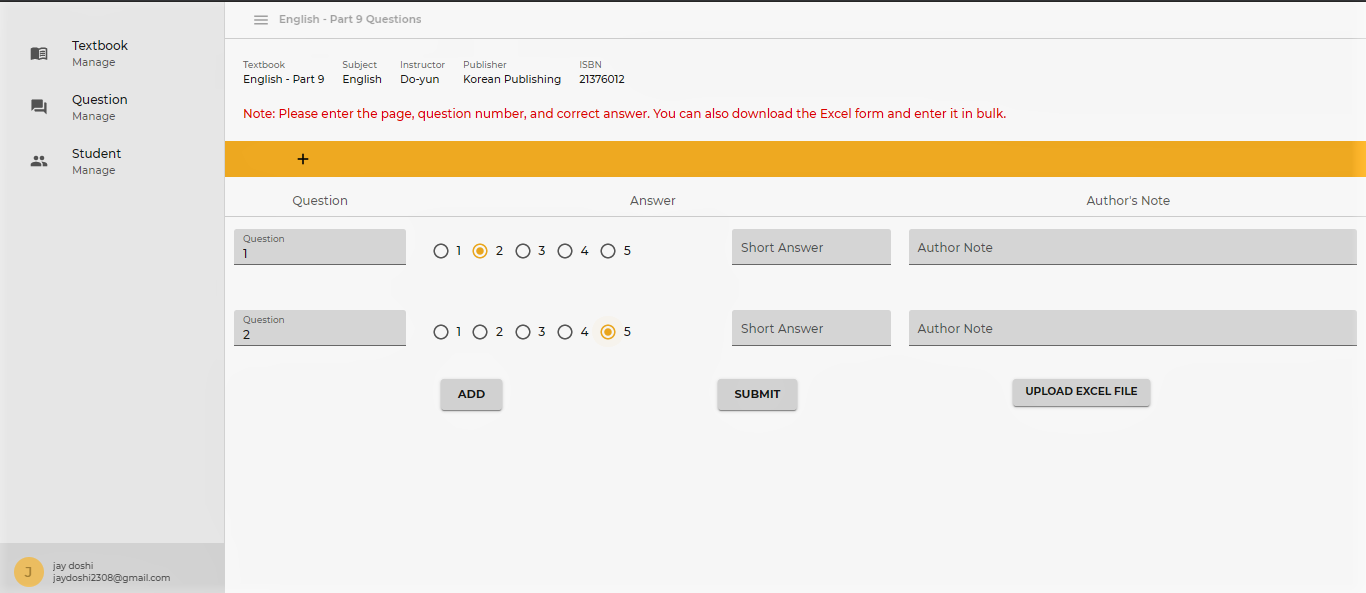 Textbook
Manage
Question
Manage
Student
Manage
jay doshi
J
jaydoshi2308@gmail.com
English - Part 9 Questions
Textbook Subject Instructor Publisher ISBN
English - Part 9 English Do-yun Korean Publishing 21376012
Note: Please enter the page, question number, and correct answer. You can also download the Excel form and enter it in bulk.
+
Question Answer Author's Note
Question
1 1 2 3 4 5 Short Answer Author Note
Question
2 1 2 3 4 5 Short Answer Author Note
ADD SUBMIT UPLOAD EXCEL FILE